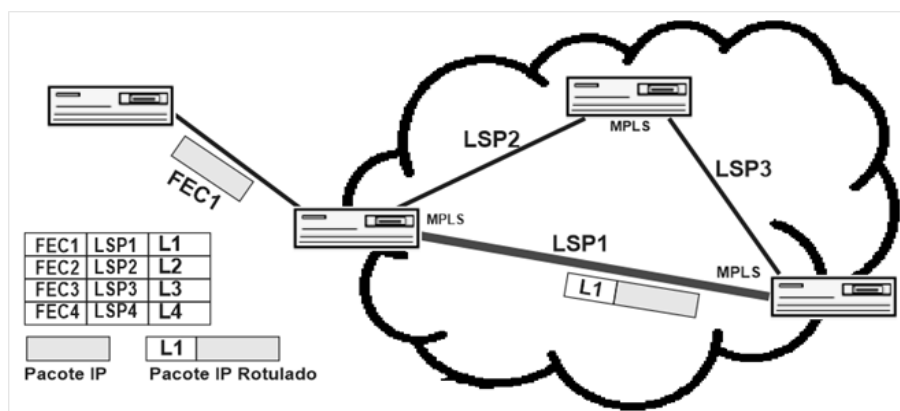 MPLS
LSP2
LSP3
FEC1
MPLS
LSP1
MPLS
L1
FEC1 LSP1 L1
FEC2 LSP2 L2
FEC3 LSP3 L3
FEC4 LSP4 L4
L1
Pacote IP Pacote IP Rotulado